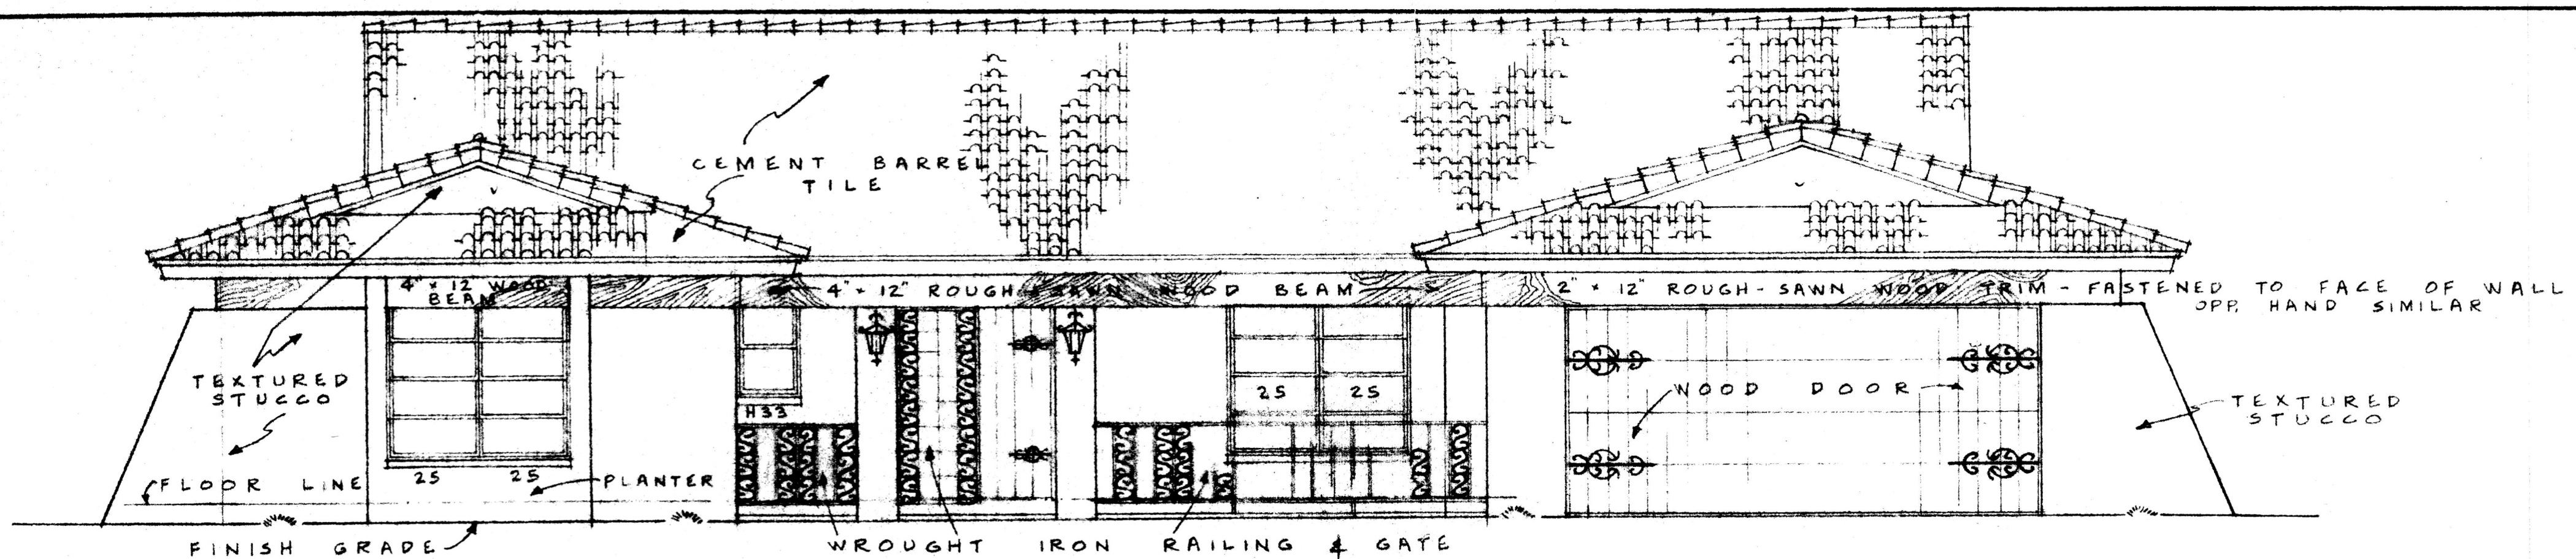 CEMENT BARREL
TILE
4" x 12" WOOD
BEAM
4" x 12" ROUGH-SAWN WOOD BEAM
2" x 12" ROUGH-SAWN WOOD TRIM - FASTENED TO FACE OF WALL
OPP. HAND SIMILAR
TEXTURED
STUCCO
H33
25 25
WOOD DOOR
TEXTURED
STUCCO
25 25
PLANTER
FLOOR LINE
FINISH GRADE
WROUGHT IRON RAILING & GATE